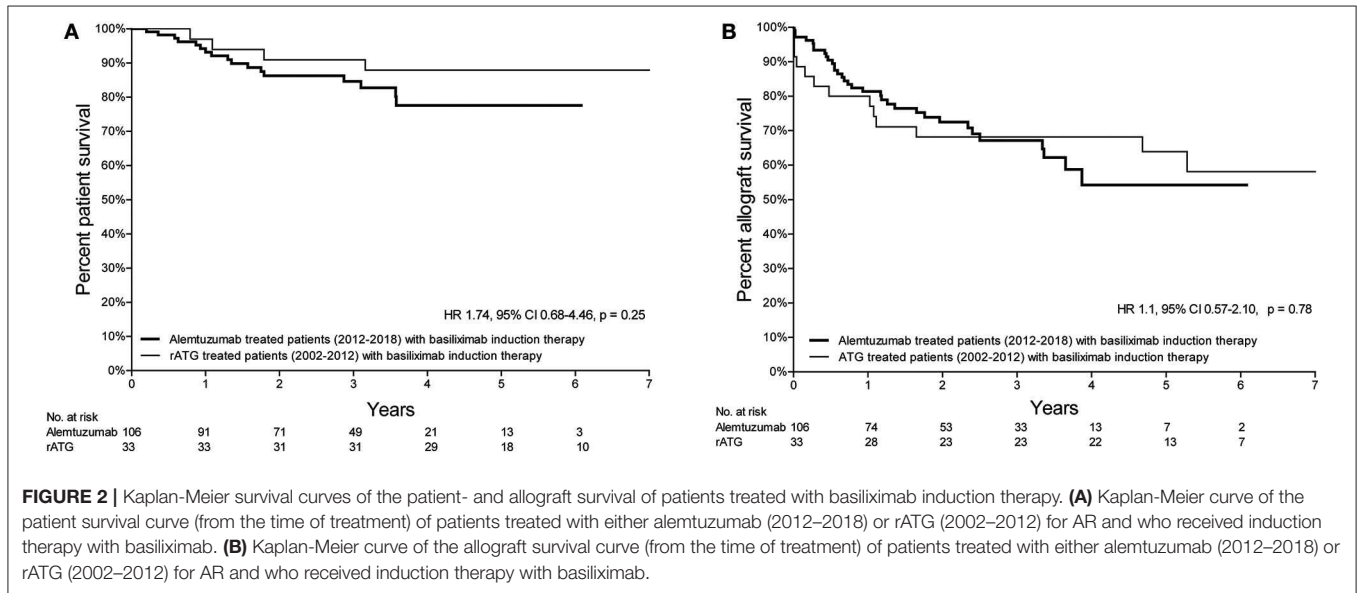 A
Percent patient survival
100%
90%
80%
70%
60%
50%
40%
30%
20%
10%
0%
HR 1.74, 95% CI 0.68-4.46, p = 0.25
Alemtuzumab treated patients (2012-2018) with basiliximab induction therapy
rATG treated patients (2002-2012) with basiliximab induction therapy
0 1 2 3 4 5 6 7
Years
No. at risk
Alemtuzumab 106 91 71 49 21 13 3
rATG 33 33 31 31 29 18 10
B
Percent allograft survival
100%
90%
80%
70%
60%
50%
40%
30%
20%
10%
0%
HR 1.1, 95% CI 0.57-2.10, p = 0.78
Alemtuzumab treated patients (2012-2018) with basiliximab induction therapy
ATG treated patients (2002-2012) with basiliximab induction therapy
0 1 2 3 4 5 6 7
Years
No. at risk
Alemtuzumab 106 74 53 33 13 7 2
rATG 33 28 23 23 22 13 7
FIGURE 2 | Kaplan-Meier survival curves of the patient- and allograft survival of patients treated with basiliximab induction therapy. (A) Kaplan-Meier curve of the
patient survival curve (from the time of treatment) of patients treated with either alemtuzumab (2012–2018) or rATG (2002–2012) for AR and who received induction
therapy with basiliximab. (B) Kaplan-Meier curve of the allograft survival curve (from the time of treatment) of patients treated with either alemtuzumab (2012–2018) or
rATG (2002–2012) for AR and who received induction therapy with basiliximab.